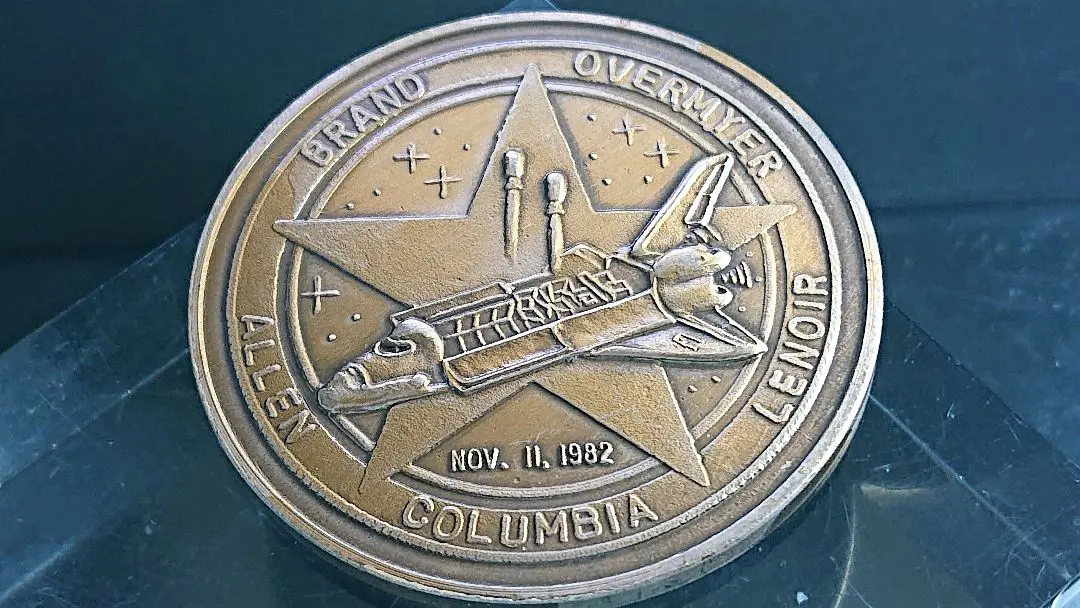 BRAND
OVERMYER
ALLEN
LENOIR
NOV. 11, 1982
COLUMBIA